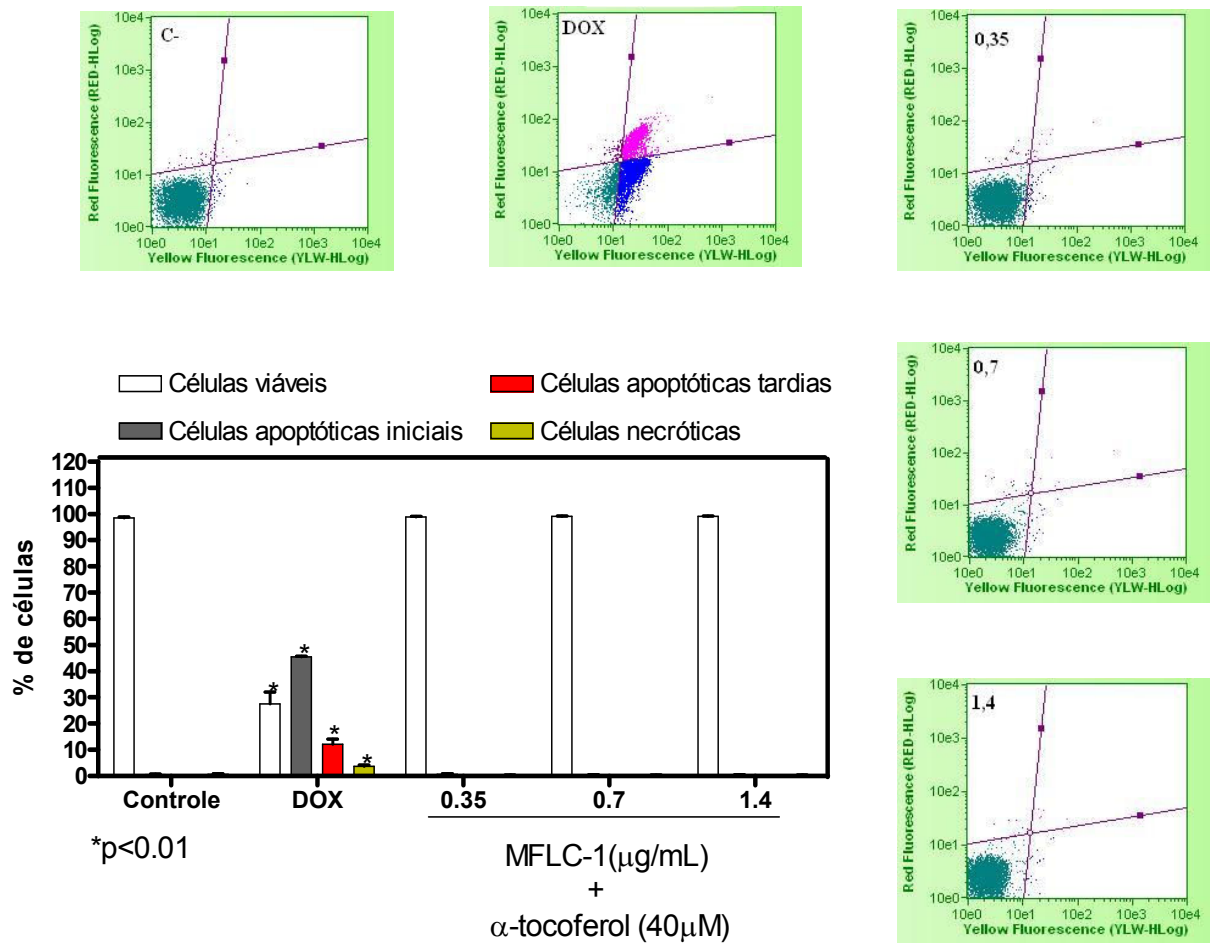 C-
10e4
10e3
10e2
10e1
10e0
10e0 10e1 10e2 10e3 10e4
Red Fluorescence (RED-HLog)
Yellow Fluorescence (YLW-HLog)
DOX
10e4
10e3
10e2
10e1
10e0
10e0 10e1 10e2 10e3 10e4
Red Fluorescence (RED-HLog)
Yellow Fluorescence (YLW-HLog)
0,35
10e4
10e3
10e2
10e1
10e0
10e0 10e1 10e2 10e3 10e4
Red Fluorescence (RED-HLog)
Yellow Fluorescence (YLW-HLog)
Células viáveis
Células apoptóticas tardias
Células apoptóticas iniciais
Células necróticas
% de células
120
110
100
90
80
70
60
50
40
30
20
10
0
* * * *
Controle DOX 0.35 0.7 1.4
*p<0.01
MFLC-1(μg/mL)
+
α-tocoferol (40μM)
0,7
10e4
10e3
10e2
10e1
10e0
10e0 10e1 10e2 10e3 10e4
Red Fluorescence (RED-HLog)
Yellow Fluorescence (YLW-HLog)
1,4
10e4
10e3
10e2
10e1
10e0
10e0 10e1 10e2 10e3 10e4
Red Fluorescence (RED-HLog)
Yellow Fluorescence (YLW-HLog)